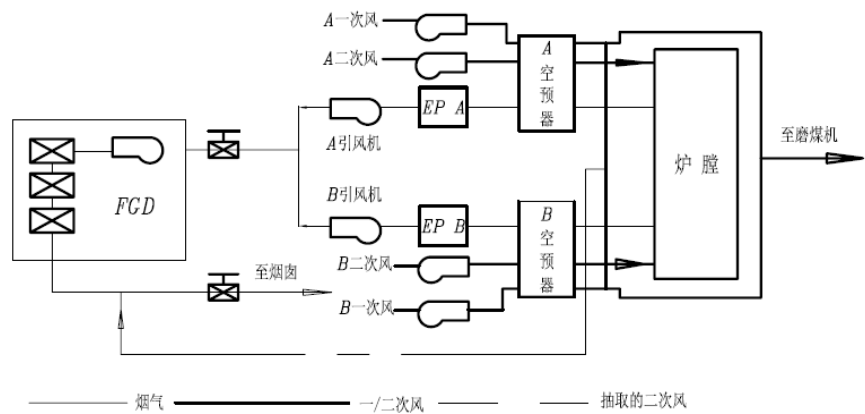 A一次风
A二次风
A空预器
EP A
A引风机
至磨煤机
炉膛
FGD
B引风机
EP B
B空预器
至烟囱
B二次风
B一次风
烟气
一/二次风
抽取的二次风